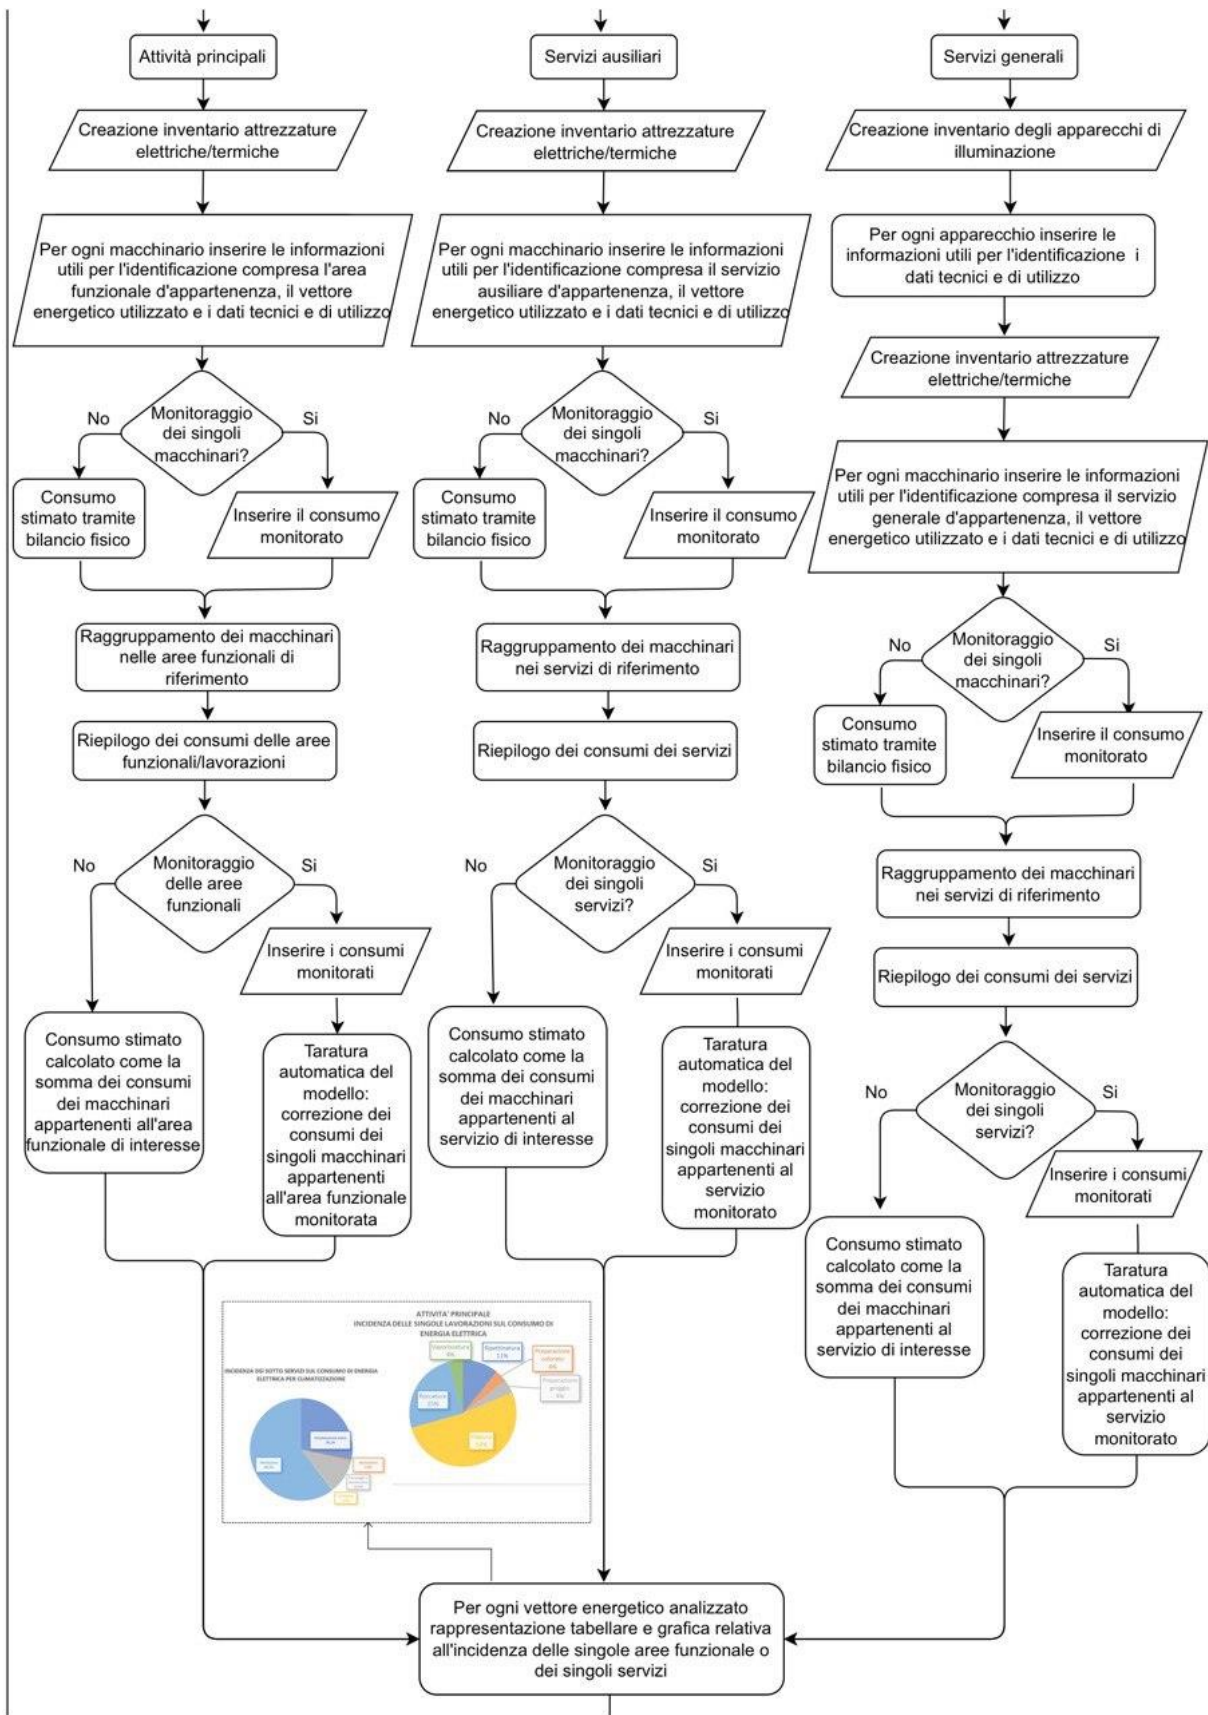 Attività principali
Creazione inventario attrezzature
elettriche/termiche
Per ogni macchinario inserire le informazioni
utili per l'identificazione compresa l'area
funzionale d'appartenenza, il vettore
energetico utilizzato e i dati tecnici e di utilizzo
Monitoraggio
dei singoli
macchinari?
No
Si
Consumo
stimato tramite
bilancio fisico
Inserire il consumo
monitorato
Raggruppamento dei macchinari
nelle aree funzionali di
riferimento
Riepilogo dei consumi delle aree
funzionali/lavorazioni
Monitoraggio
delle aree
funzionali
No
Si
Inserire i consumi
monitorati
Consumo stimato
calcolato come la
somma dei consumi
dei macchinari
appartenenti all'area
funzionale di interesse
Taratura
automatica del
modello:
correzione dei
consumi dei
singoli macchinari
appartenenti
all'area funzionale
monitorata
Servizi ausiliari
Creazione inventario attrezzature
elettriche/termiche
Per ogni macchinario inserire le informazioni
utili per l'identificazione compresa il servizio
ausiliare d'appartenenza, il vettore
energetico utilizzato e i dati tecnici e di utilizzo
Monitoraggio
dei singoli
macchinari?
No
Si
Consumo
stimato tramite
bilancio fisico
Inserire il consumo
monitorato
Raggruppamento dei macchinari
nei servizi di riferimento
Riepilogo dei consumi dei servizi
Monitoraggio
dei singoli
servizi?
No
Si
Inserire i consumi
monitorati
Consumo stimato
calcolato come la
somma dei consumi
dei macchinari
appartenenti al
servizio di interesse
Taratura
automatica del
modello:
correzione dei
consumi dei
singoli macchinari
appartenenti al
servizio
monitorato
Servizi generali
Creazione inventario degli apparecchi di
illuminazione
Per ogni apparecchio inserire le
informazioni utili per l'identificazione i
dati tecnici e di utilizzo
Creazione inventario attrezzature
elettriche/termiche
Per ogni macchinario inserire le informazioni
utili per l'identificazione compresa il servizio
generale d'appartenenza, il vettore
energetico utilizzato e i dati tecnici e di utilizzo
Monitoraggio
dei singoli
macchinari?
No
Si
Consumo
stimato tramite
bilancio fisico
Inserire il consumo
monitorato
Raggruppamento dei macchinari
nei servizi di riferimento
Riepilogo dei consumi dei servizi
Monitoraggio
dei singoli
servizi?
No
Si
Inserire i consumi
monitorati
Consumo stimato
calcolato come la
somma dei consumi
dei macchinari
appartenenti al
servizio di interesse
Taratura
automatica del
modello:
correzione dei
consumi dei
singoli macchinari
appartenenti al
servizio
monitorato
ATTIVITA' PRINCIPALE
INCIDENZA DELLE SINGOLE LAVORAZIONI SUL CONSUMO DI
ENERGIA ELETTRICA
Ripettinatura
11%
INCIDENZA DEI SOTTO SERVIZI SUL CONSUMO DI ENERGIA
ELETTRICA PER CLIMATIZZAZIONE
Per ogni vettore energetico analizzato
rappresentazione tabellare e grafica relativa
all'incidenza delle singole aree funzionale o
dei singoli servizi